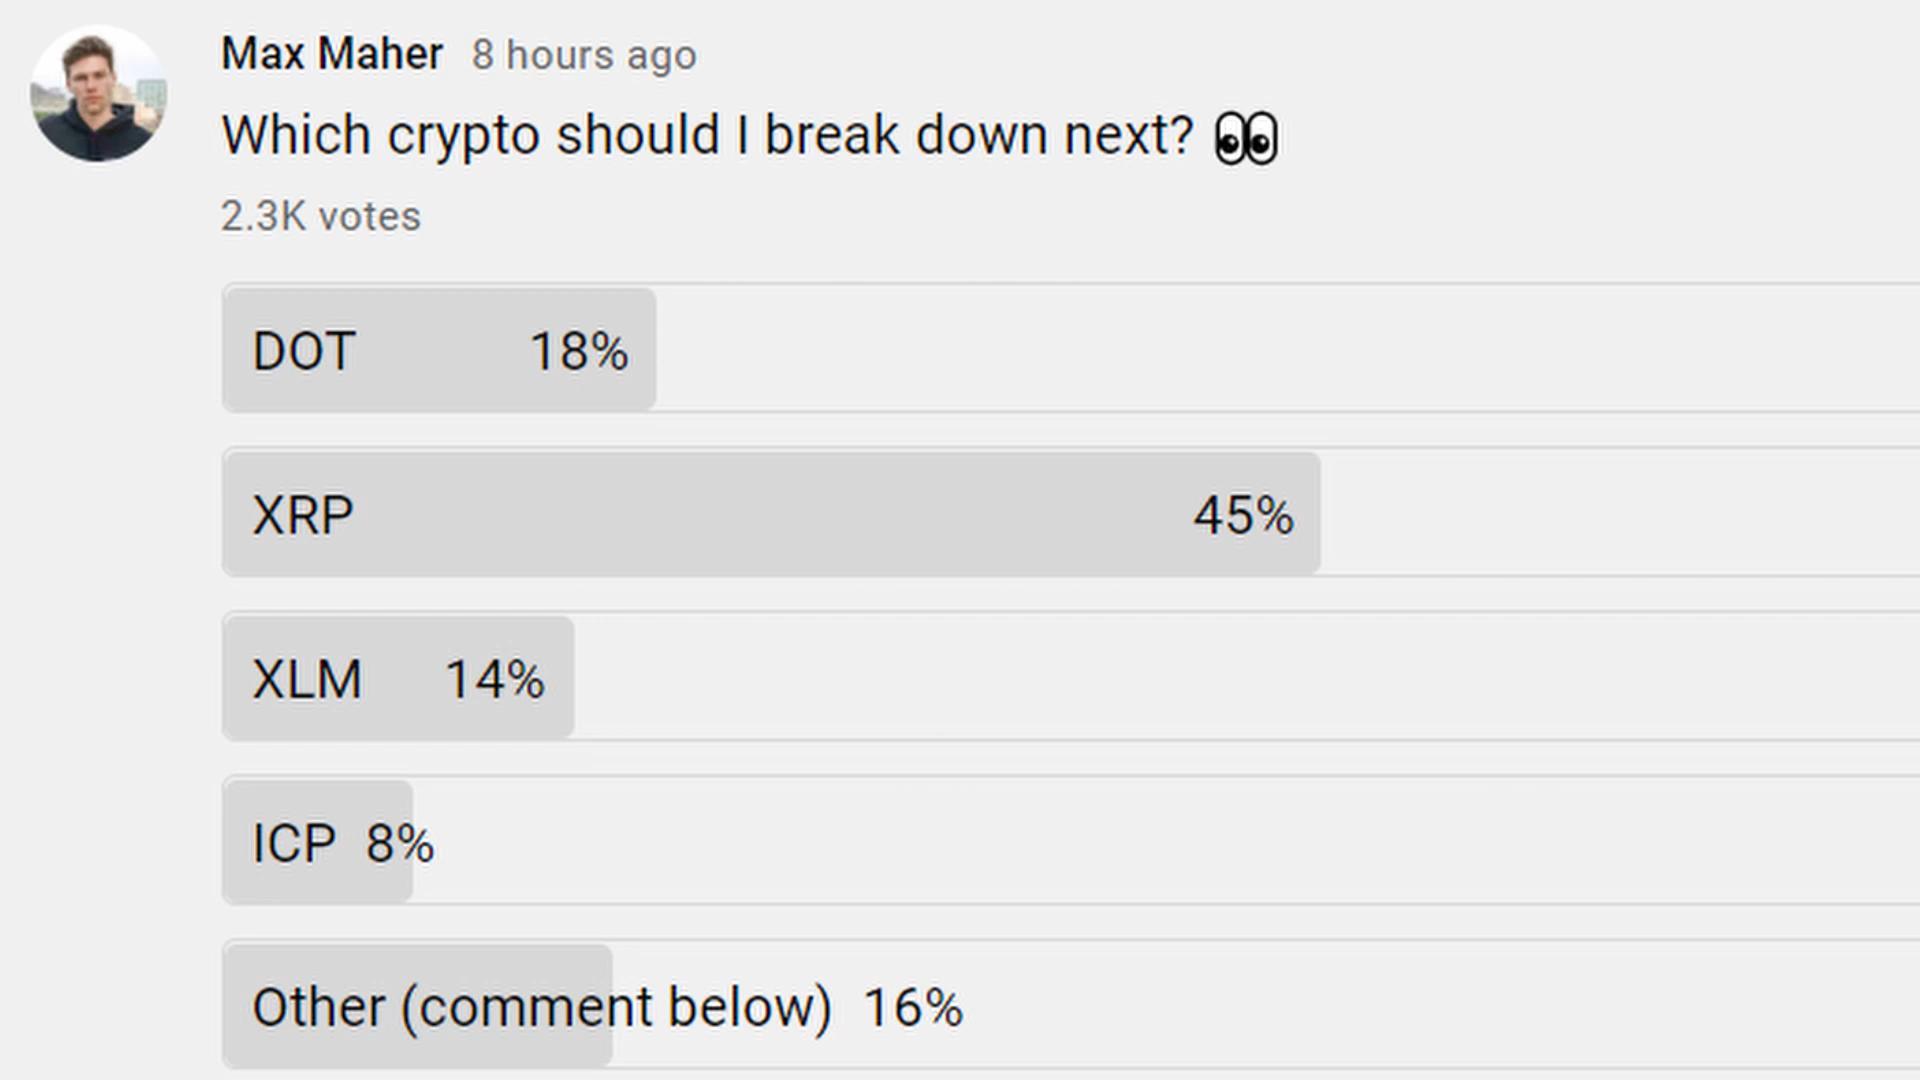 Max Maher 8 hours ago
Which crypto should I break down next? 👀
2.3K votes
DOT 18%
XRP 45%
XLM 14%
ICP 8%
Other (comment below) 16%